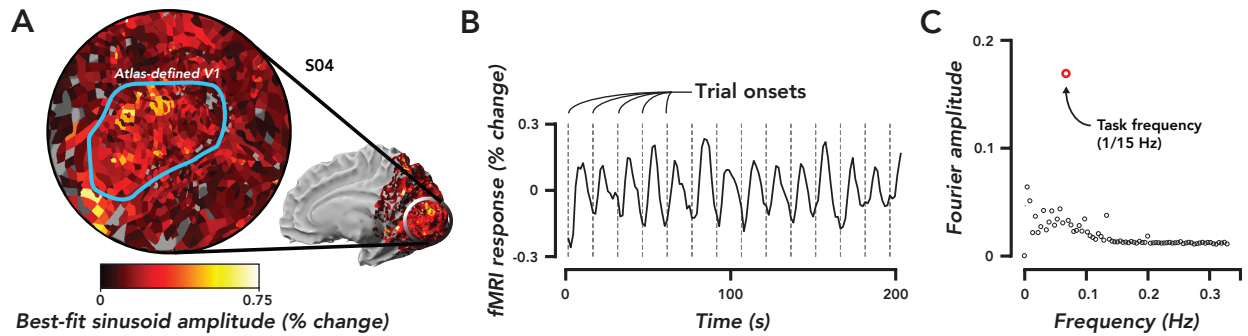 A
Atlas-defined V1
S04
0
0.75
Best-fit sinusoid amplitude (% change)
B
Trial onsets
fMRI response (% change)
0.3
0
-0.3
0
100
200
Time (s)
C
Fourier amplitude
0.2
0.1
0
Task frequency
(1/15 Hz)
0
0.1
0.2
0.3
Frequency (Hz)